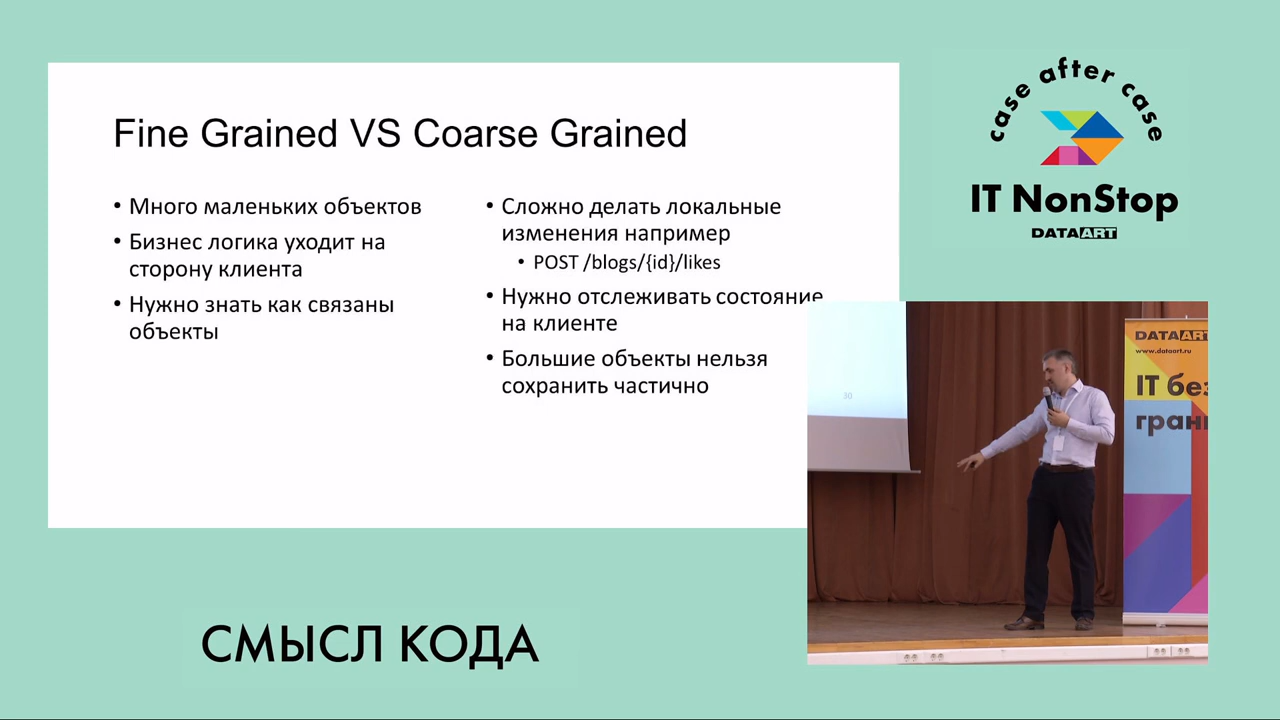 Fine Grained VS Coarse Grained
• Много маленьких объектов
• Бизнес логика уходит на
сторону клиента
• Нужно знать как связаны
объекты
• Сложно делать локальные
изменения например
• POST /blogs/{id}/likes
• Нужно отслеживать состояние
на клиенте
• Большие объекты нельзя
сохранить частично
case after case
IT NonStop
DATAART
30
DATAART
www.dataart.ru
IT бе
гран
СМЫСЛ КОДА